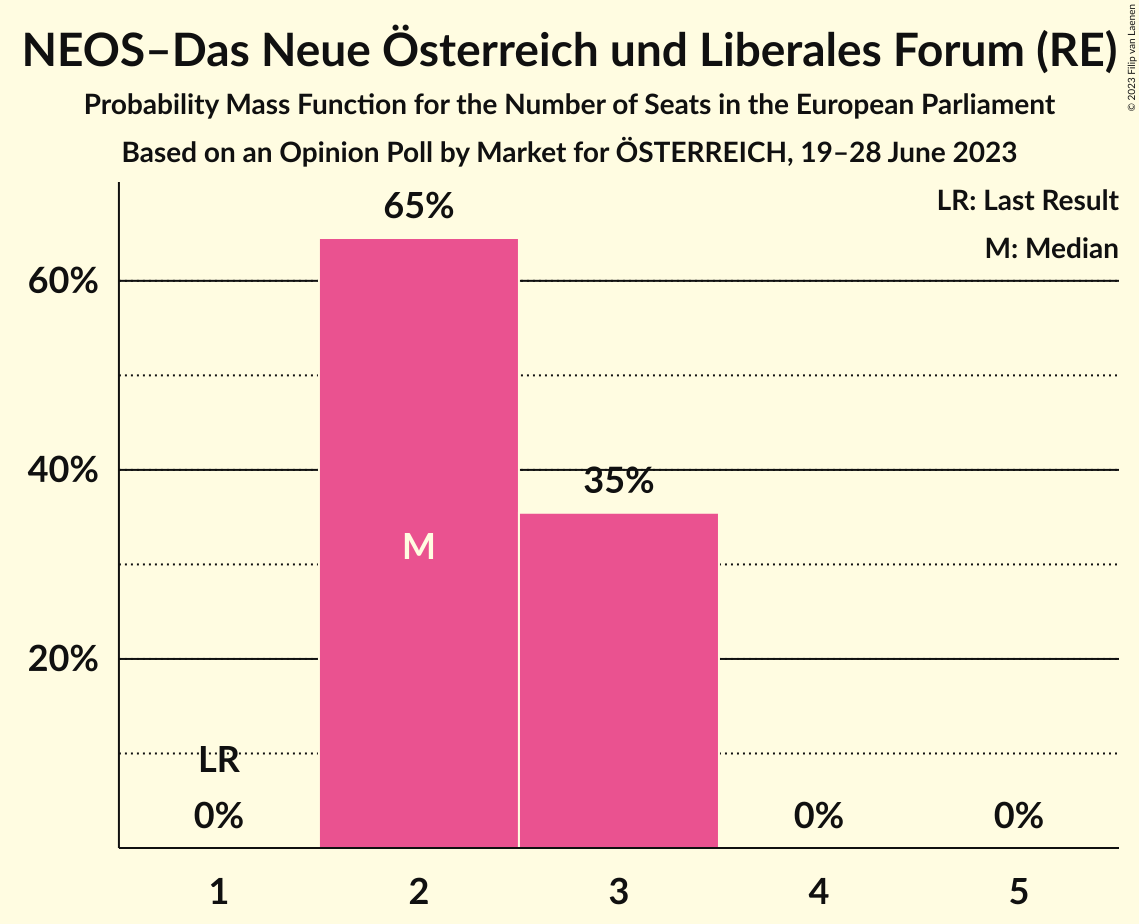 NEOS–Das Neue Österreich und Liberales Forum (RE)
Probability Mass Function for the Number of Seats in the European Parliament
Based on an Opinion Poll by Market for ÖSTERREICH, 19–28 June 2023
© 2023 Filip van Laenen
LR: Last Result
M: Median
65%
60%
40%
35%
M
20%
LR
0%
0%
0%
1
2
3
4
5